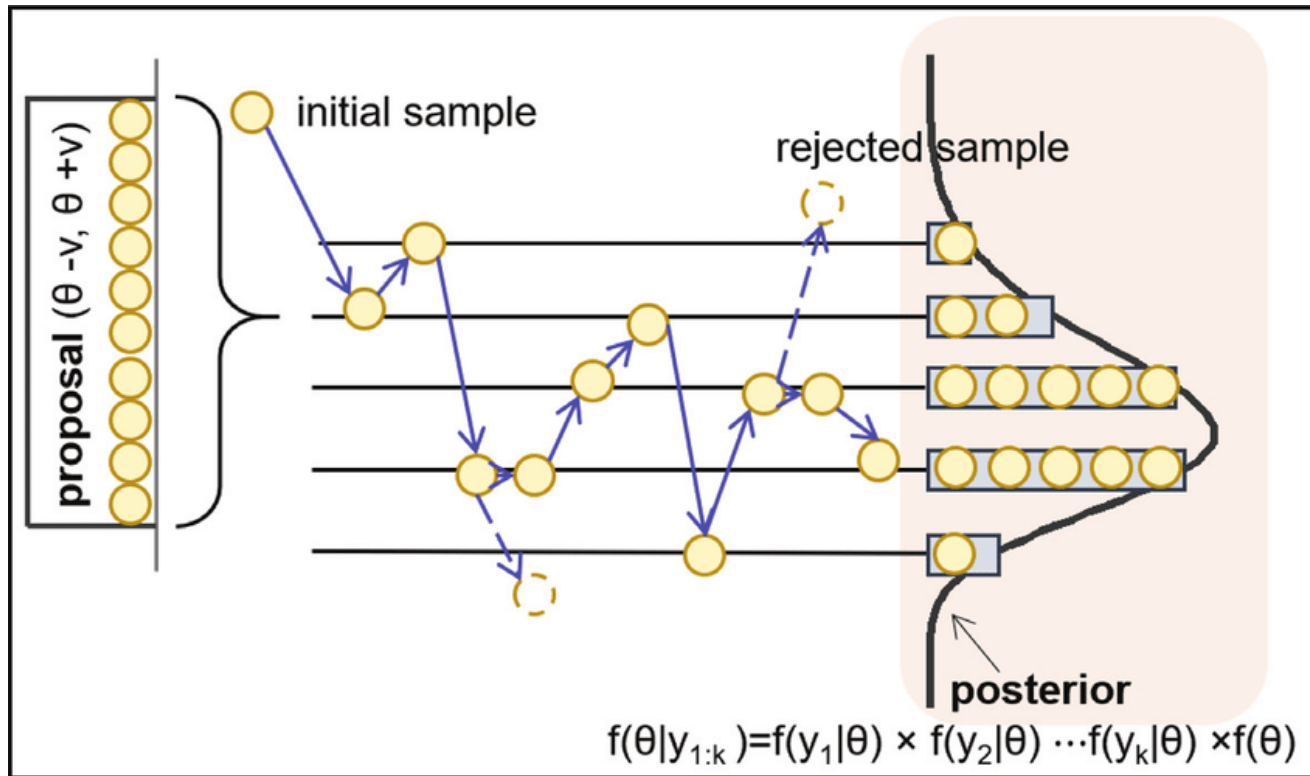 proposal (θ -v, θ +v)
initial sample
rejected sample
posterior
f(θ|y₁:ₖ)=f(y₁|θ) × f(y₂|θ) ···f(yₖ|θ) ×f(θ)